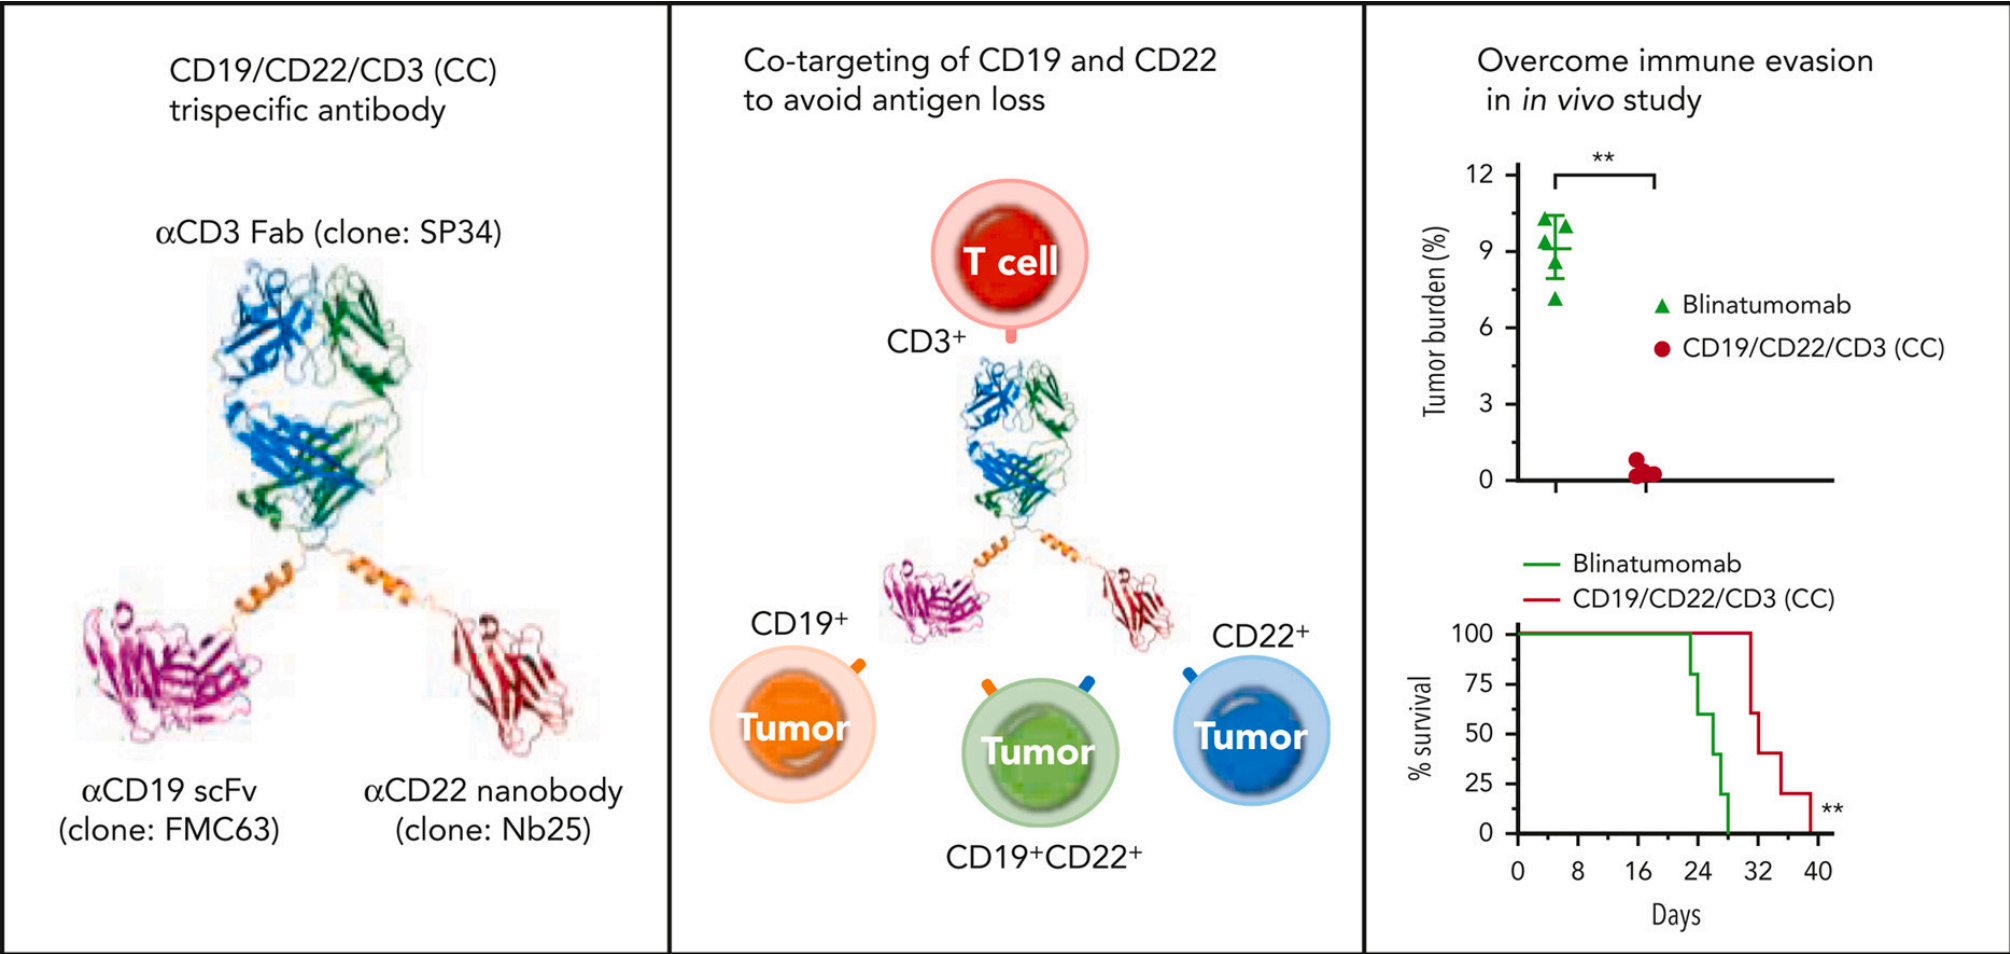 CD19/CD22/CD3 (CC)
trispecific antibody
αCD3 Fab (clone: SP34)
αCD19 scFv
(clone: FMC63)
αCD22 nanobody
(clone: Nb25)
Co-targeting of CD19 and CD22
to avoid antigen loss
T cell
CD3⁺
CD19⁺
Tumor
Tumor
CD19⁺CD22⁺
CD22⁺
Tumor
Overcome immune evasion
in in vivo study
**
12
9
6
3
0
Tumor burden (%)
Blinatumomab
CD19/CD22/CD3 (CC)
Blinatumomab
CD19/CD22/CD3 (CC)
100
75
50
25
0
% survival
**
0 8 16 24 32 40
Days